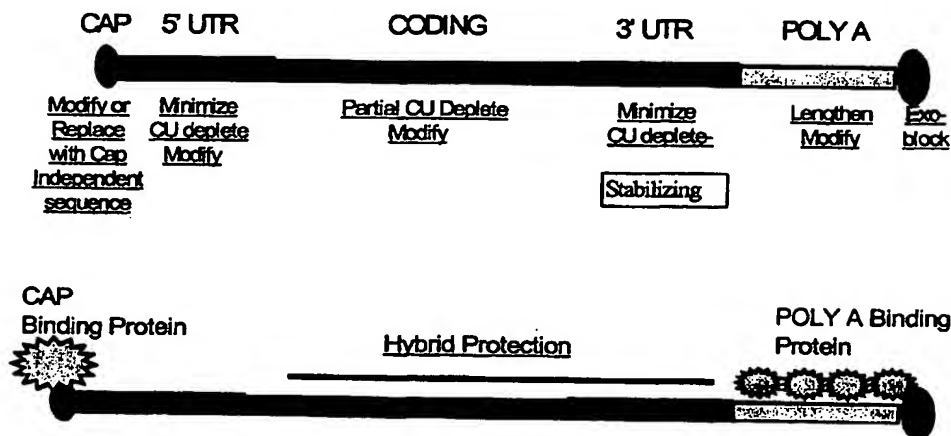 CAP 5' UTR CODING 3' UTR POLY A
Modify or
Replace
with Cap
Independent
sequence
Minimize
CU deplete
Modify
Partial CU Deplete
Modify
Minimize
CU deplete-
Stabilizing
Lengthen
Modify
Exo-
block
CAP
Binding Protein
Hybrid Protection
POLY A Binding
Protein